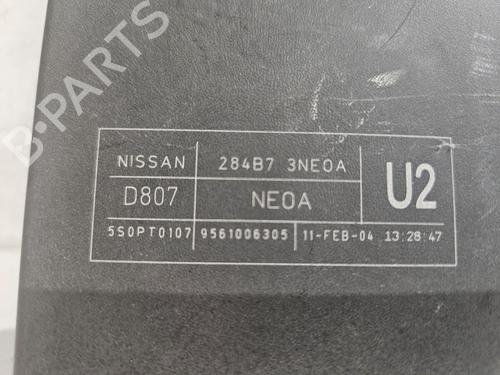 B-PARTS
NISSAN 284B7 3NE0A U2
D807 NE0A
5S0PT0107 9561006305 11-FEB-04 13:28:47